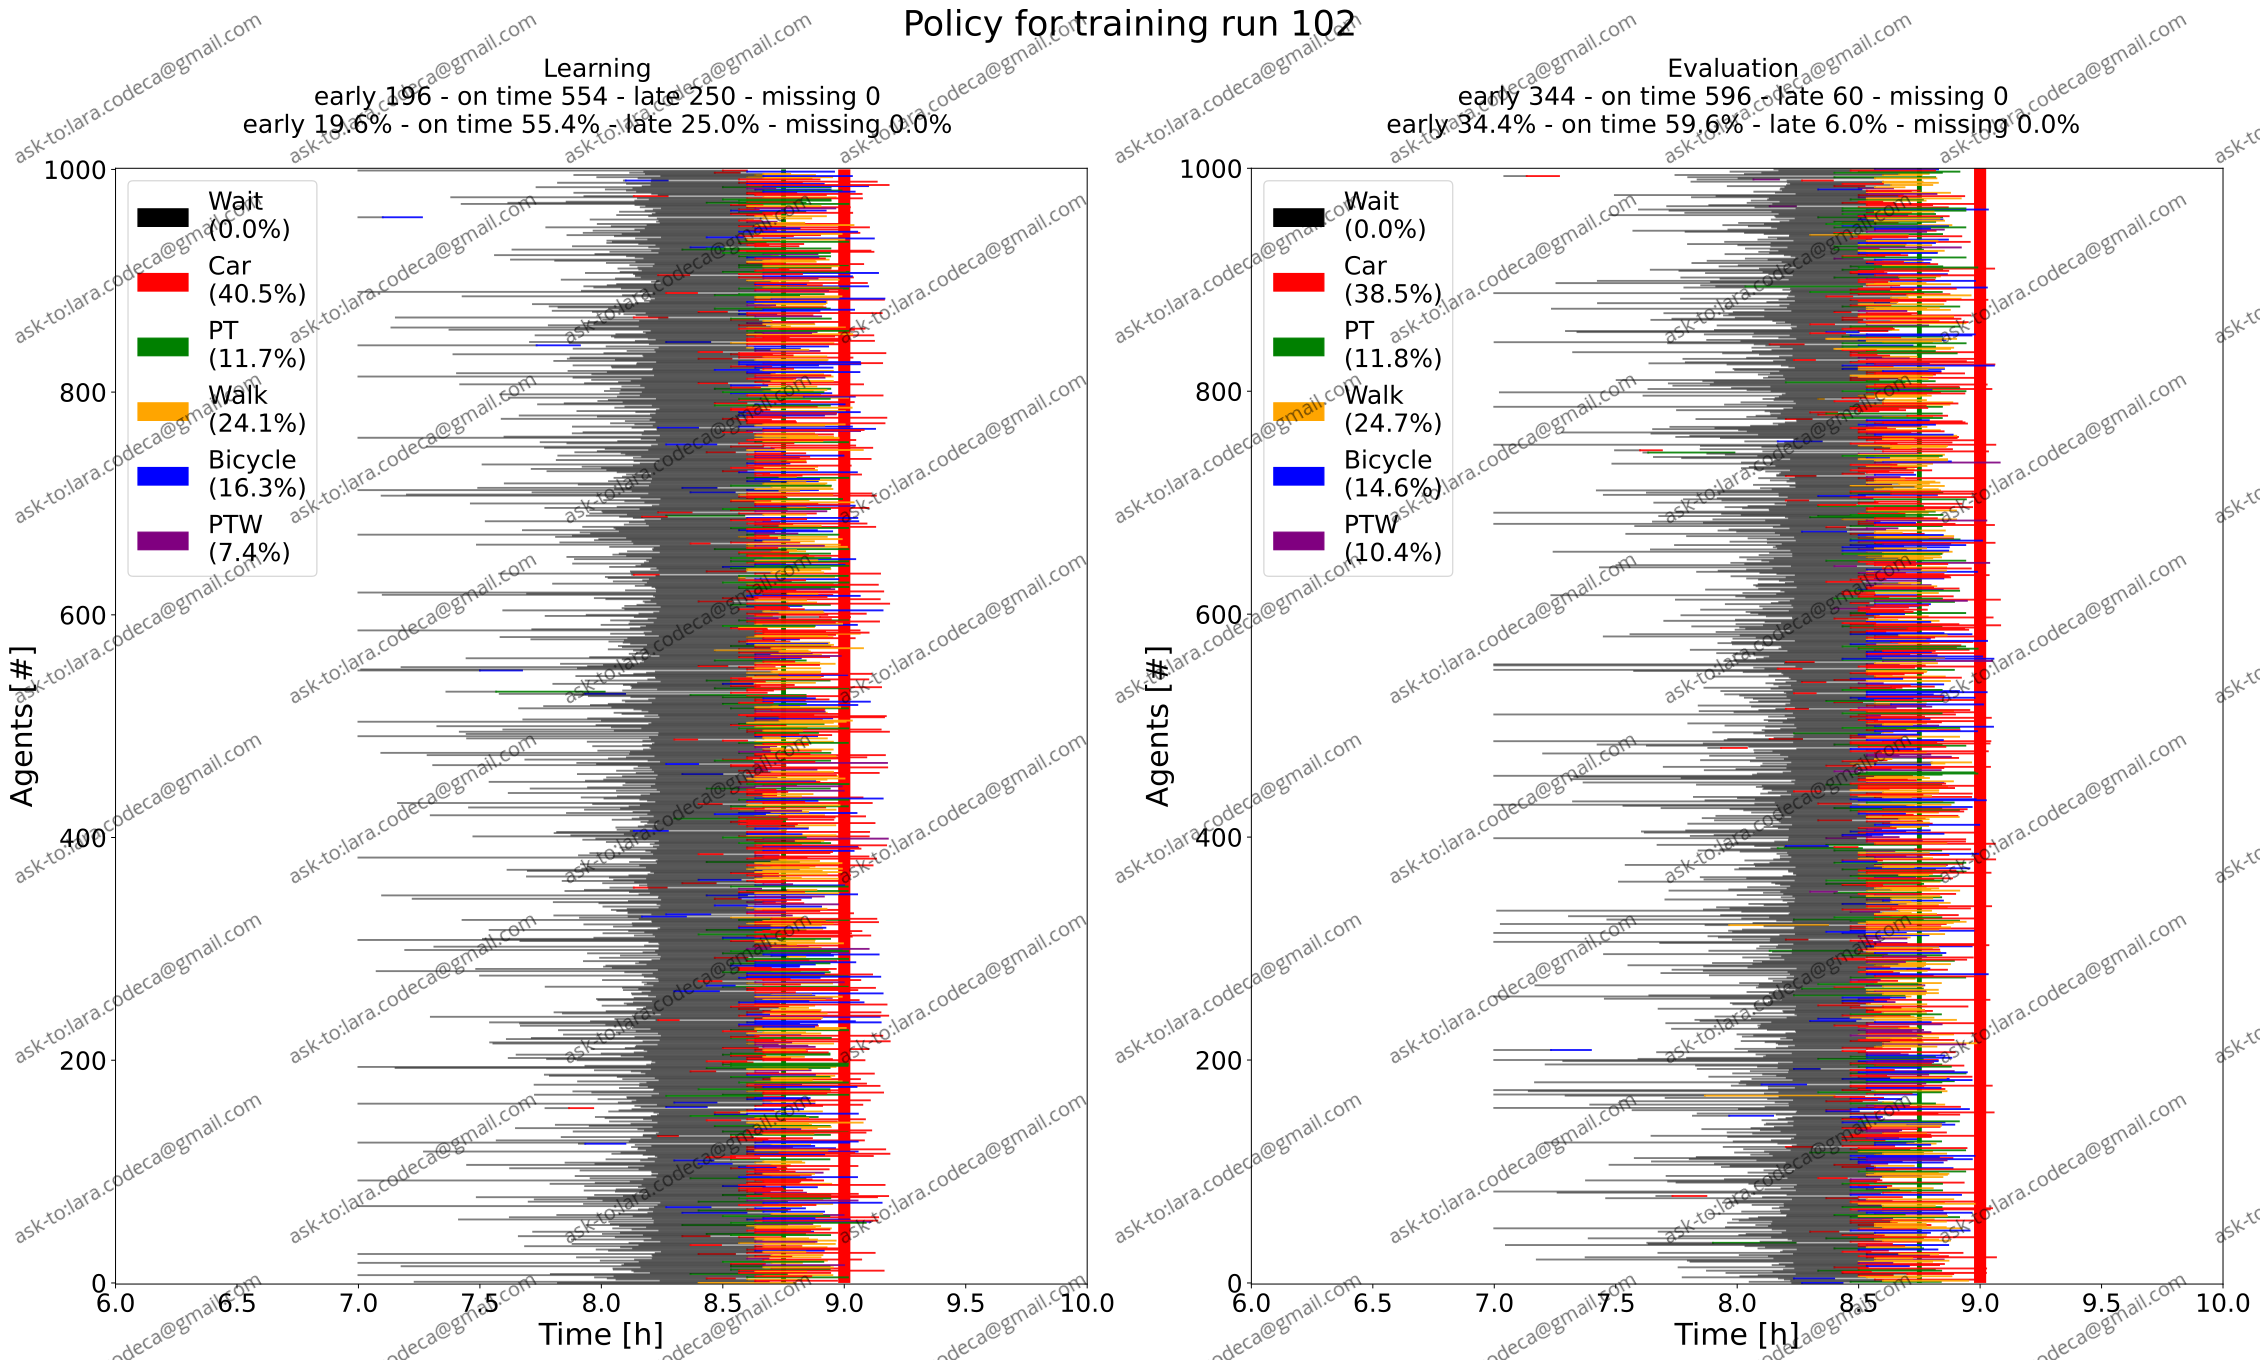 Policy for training run 102
Learning
early 196 - on time 554 - late 250 - missing 0
early 19.6% - on time 55.4% - late 25.0% - missing 0.0%
1000
800
600
400
200
0
Agents [#]
Wait
(0.0%)
Car
(40.5%)
PT
(11.7%)
Walk
(24.1%)
Bicycle
(16.3%)
PTW
(7.4%)
6.0 6.5 7.0 7.5 8.0 8.5 9.0 9.5 10.0
Time [h]
Evaluation
early 344 - on time 596 - late 60 - missing 0
early 34.4% - on time 59.6% - late 6.0% - missing 0.0%
1000
800
600
400
200
0
Agents [#]
Wait
(0.0%)
Car
(38.5%)
PT
(11.8%)
Walk
(24.7%)
Bicycle
(14.6%)
PTW
(10.4%)
6.0 6.5 7.0 7.5 8.0 8.5 9.0 9.5 10.0
Time [h]
ask-to:lara.codeca@gmail.com